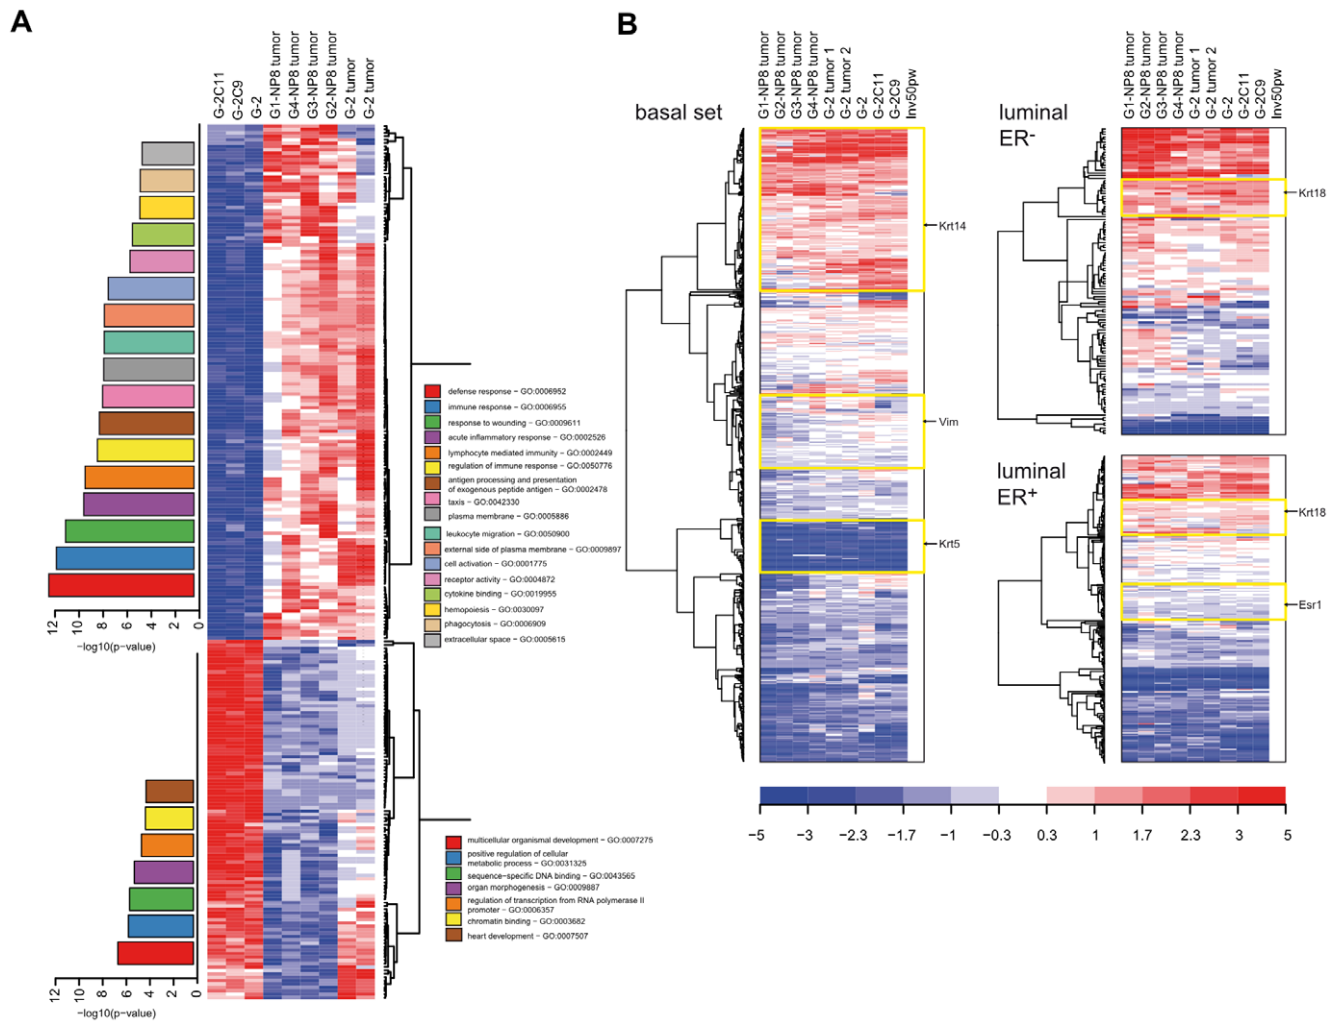 A
G-2C11
G-2C9
G-2
G1-NP8 tumor
G4-NP8 tumor
G3-NP8 tumor
G2-NP8 tumor
G-2 tumor
G-2 tumor
12
10
8
6
4
2
0
−log10(p−value)
defense response − GO:0006952
immune response − GO:0006955
response to wounding − GO:0009611
acute inflammatory response − GO:0002526
lymphocyte mediated immunity − GO:0002449
regulation of immune response − GO:0050776
antigen processing and presentation
of exogenous peptide antigen − GO:0002478
taxis − GO:0042330
plasma membrane − GO:0005886
leukocyte migration − GO:0050900
external side of plasma membrane − GO:0009897
cell activation − GO:0001775
receptor activity − GO:0004872
cytokine binding − GO:0019955
hemopoiesis − GO:0030097
phagocytosis − GO:0006909
extracellular space − GO:0005615
12
10
8
6
4
2
0
−log10(p−value)
multicellular organismal development − GO:0007275
positive regulation of cellular
metabolic process − GO:0031325
sequence−specific DNA binding − GO:0043565
organ morphogenesis − GO:0009887
regulation of transcription from RNA polymerase II
promoter − GO:0006357
chromatin binding − GO:0003682
heart development − GO:0007507
B
basal set
G1-NP8 tumor
G2-NP8 tumor
G3-NP8 tumor
G4-NP8 tumor
G-2 tumor 1
G-2 tumor 2
G-2
G-2C11
G-2C9
Inv50pw
Krt14
Vim
Krt5
luminal
ER-
G1-NP8 tumor
G2-NP8 tumor
G3-NP8 tumor
G4-NP8 tumor
G-2 tumor 1
G-2 tumor 2
G-2
G-2C11
G-2C9
Inv50pw
Krt18
luminal
ER+
Krt18
Esr1
−5 −3 −2.3 −1.7 −1 −0.3 0.3 1 1.7 2.3 3 5